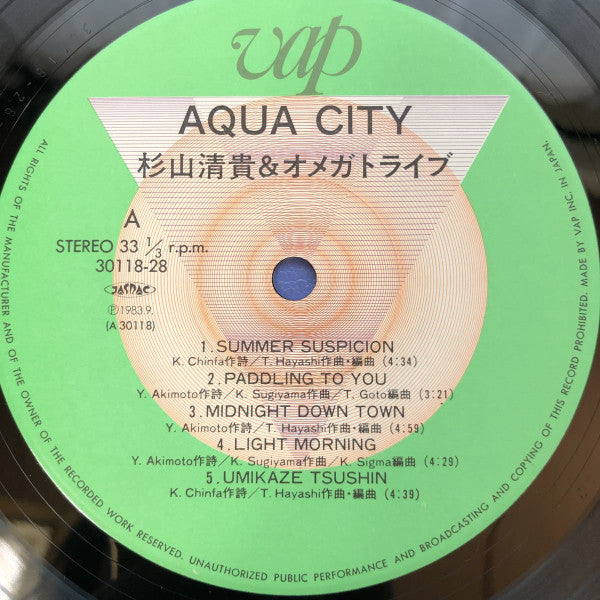 vap
AQUA CITY
杉山清貴&オメガトライブ
A
STEREO 33 1/3 r.p.m.
30118-28
JASRAC
Ⓟ1983.9.
(A 30118)
1.SUMMER SUSPICION
K. Chinfa作詩/T. Hayashi作曲・編曲 (4:34)
2.PADDLING TO YOU
Y. Akimoto作詩/K. Sugiyama作曲/T. Goto編曲 (3:21)
3.MIDNIGHT DOWN TOWN
Y. Akimoto作詩/T. Hayashi作曲・編曲 (4:59)
4.LIGHT MORNING
Y. Akimoto作詩/K. Sugiyama作曲/K. Sigma編曲 (4:29)
5.UMIKAZE TSUSHIN
K. Chinfa作詩/T. Hayashi作曲・編曲 (4:39)
ALL RIGHTS OF THE MANUFACTURER AND OF THE OWNER OF THE RECORDED WORK RESERVED. UNAUTHORIZED PUBLIC PERFORMANCE AND BROADCASTING AND COPYING OF THIS RECORD PROHIBITED. MADE BY VAP INC. IN JAPAN.